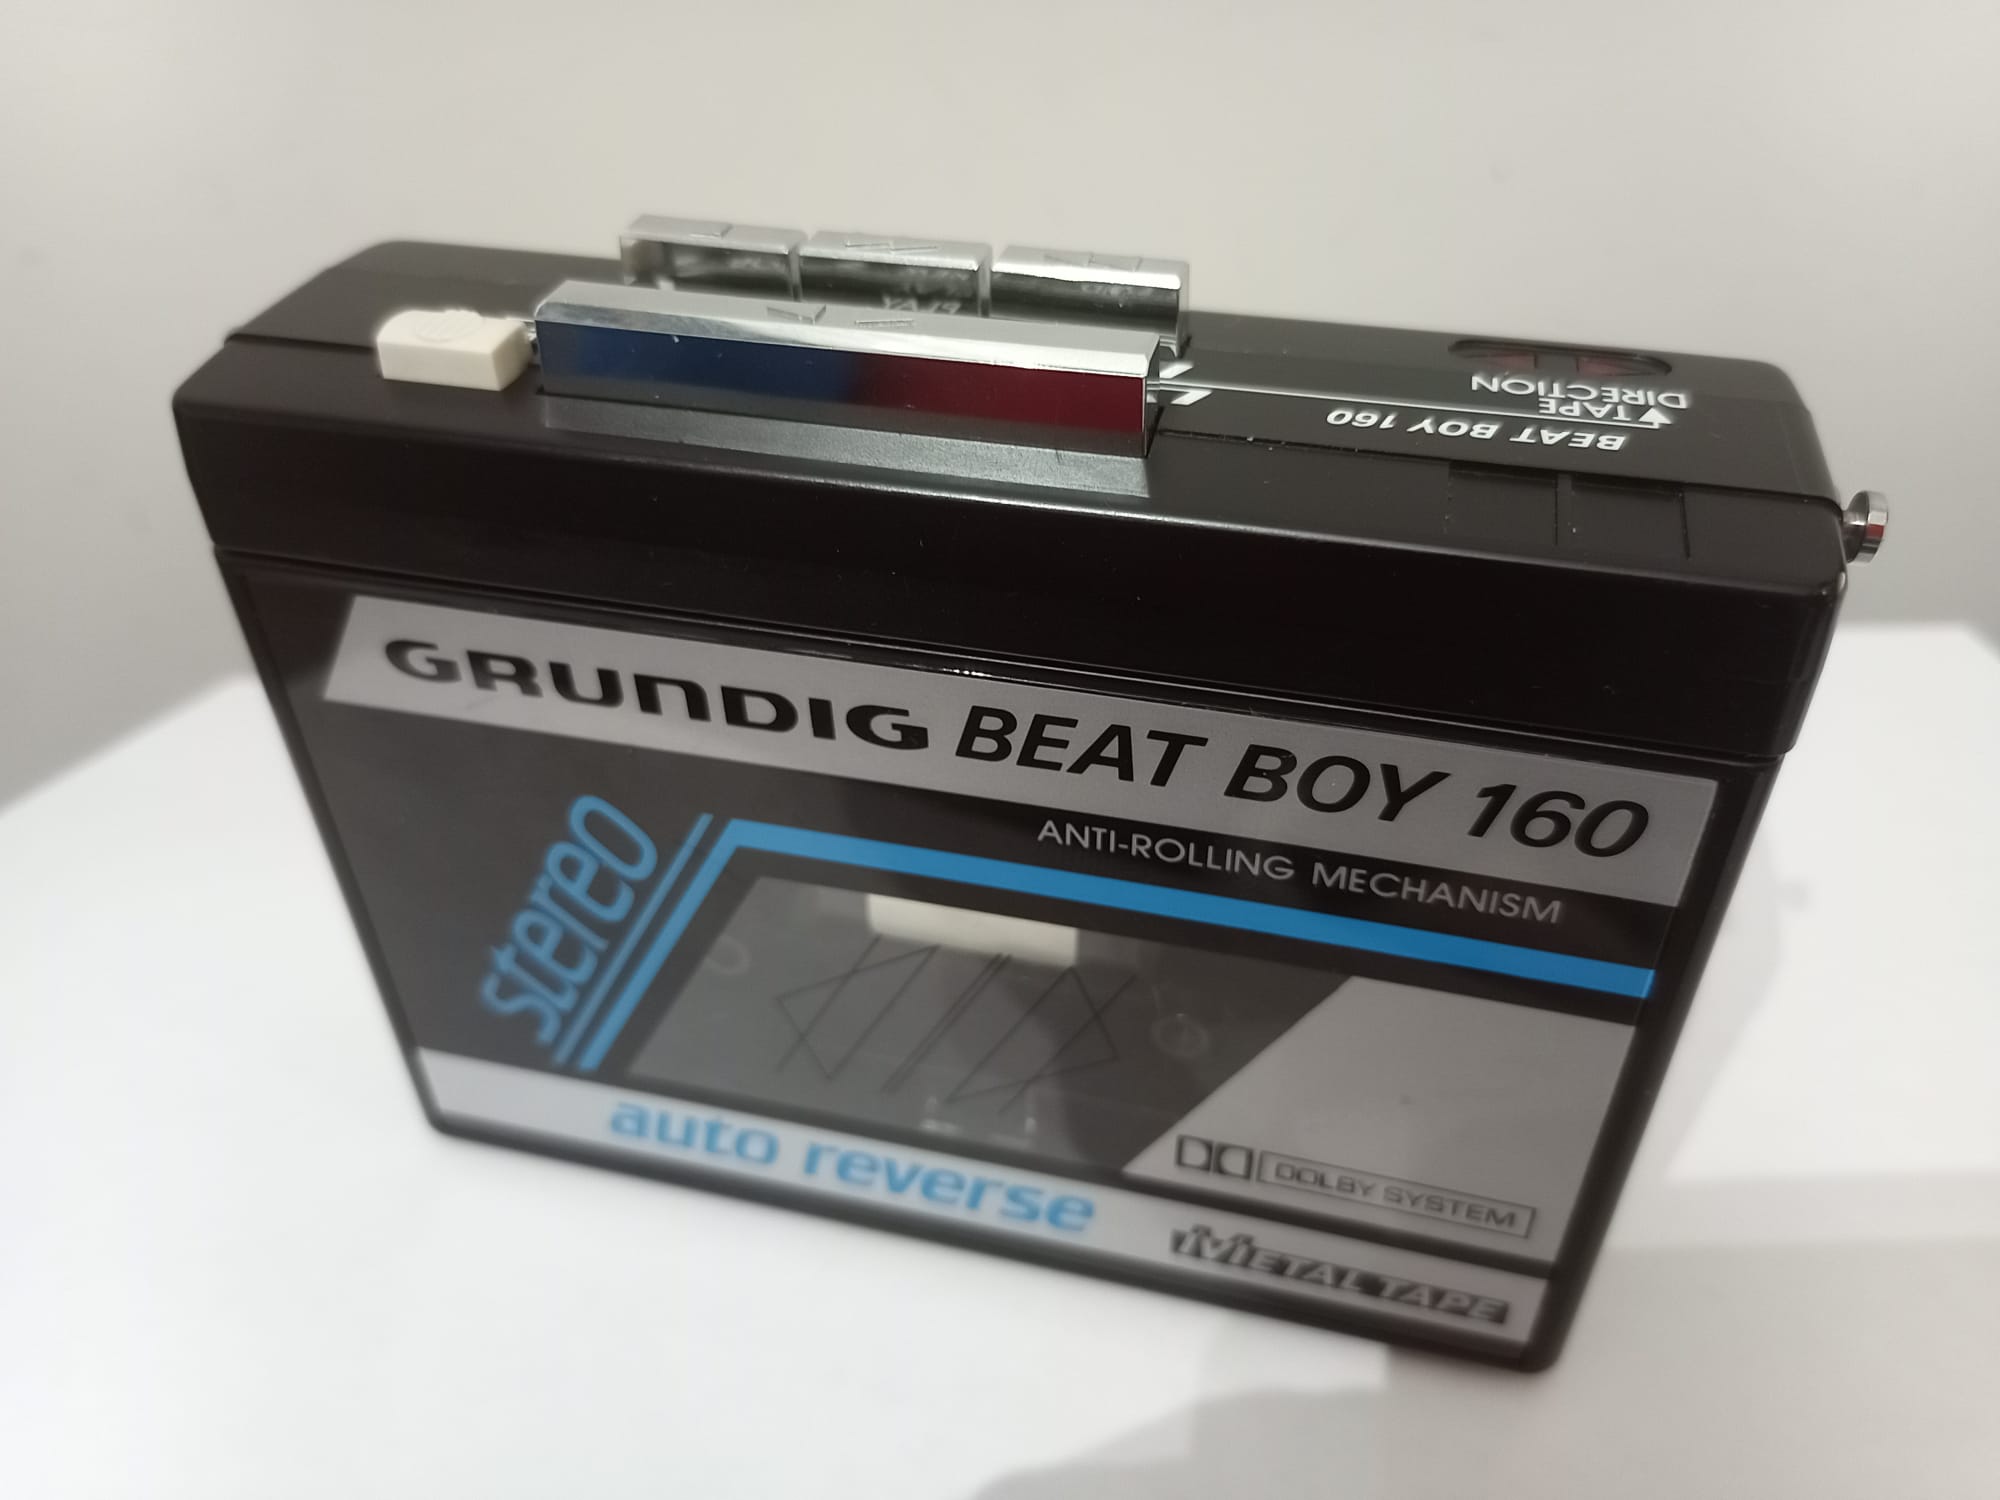 TAPE
DIRECTION
BEAT BOY 160
GRUNDIG BEAT BOY 160
ANTI-ROLLING MECHANISM
stereo
DOLBY SYSTEM
auto reverse
METAL TAPE